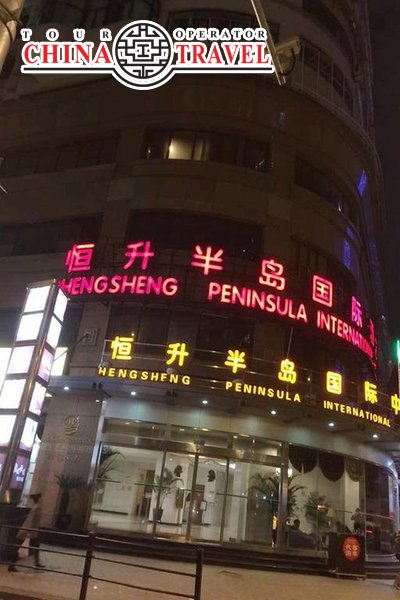 TOUR OPERATOR
CHINA TRAVEL
恒升半岛国际
HENGSHENG PENINSULA INTERNATIONAL
恒升半岛国际中
HENGSHENG PENINSULA INTERNATIONAL